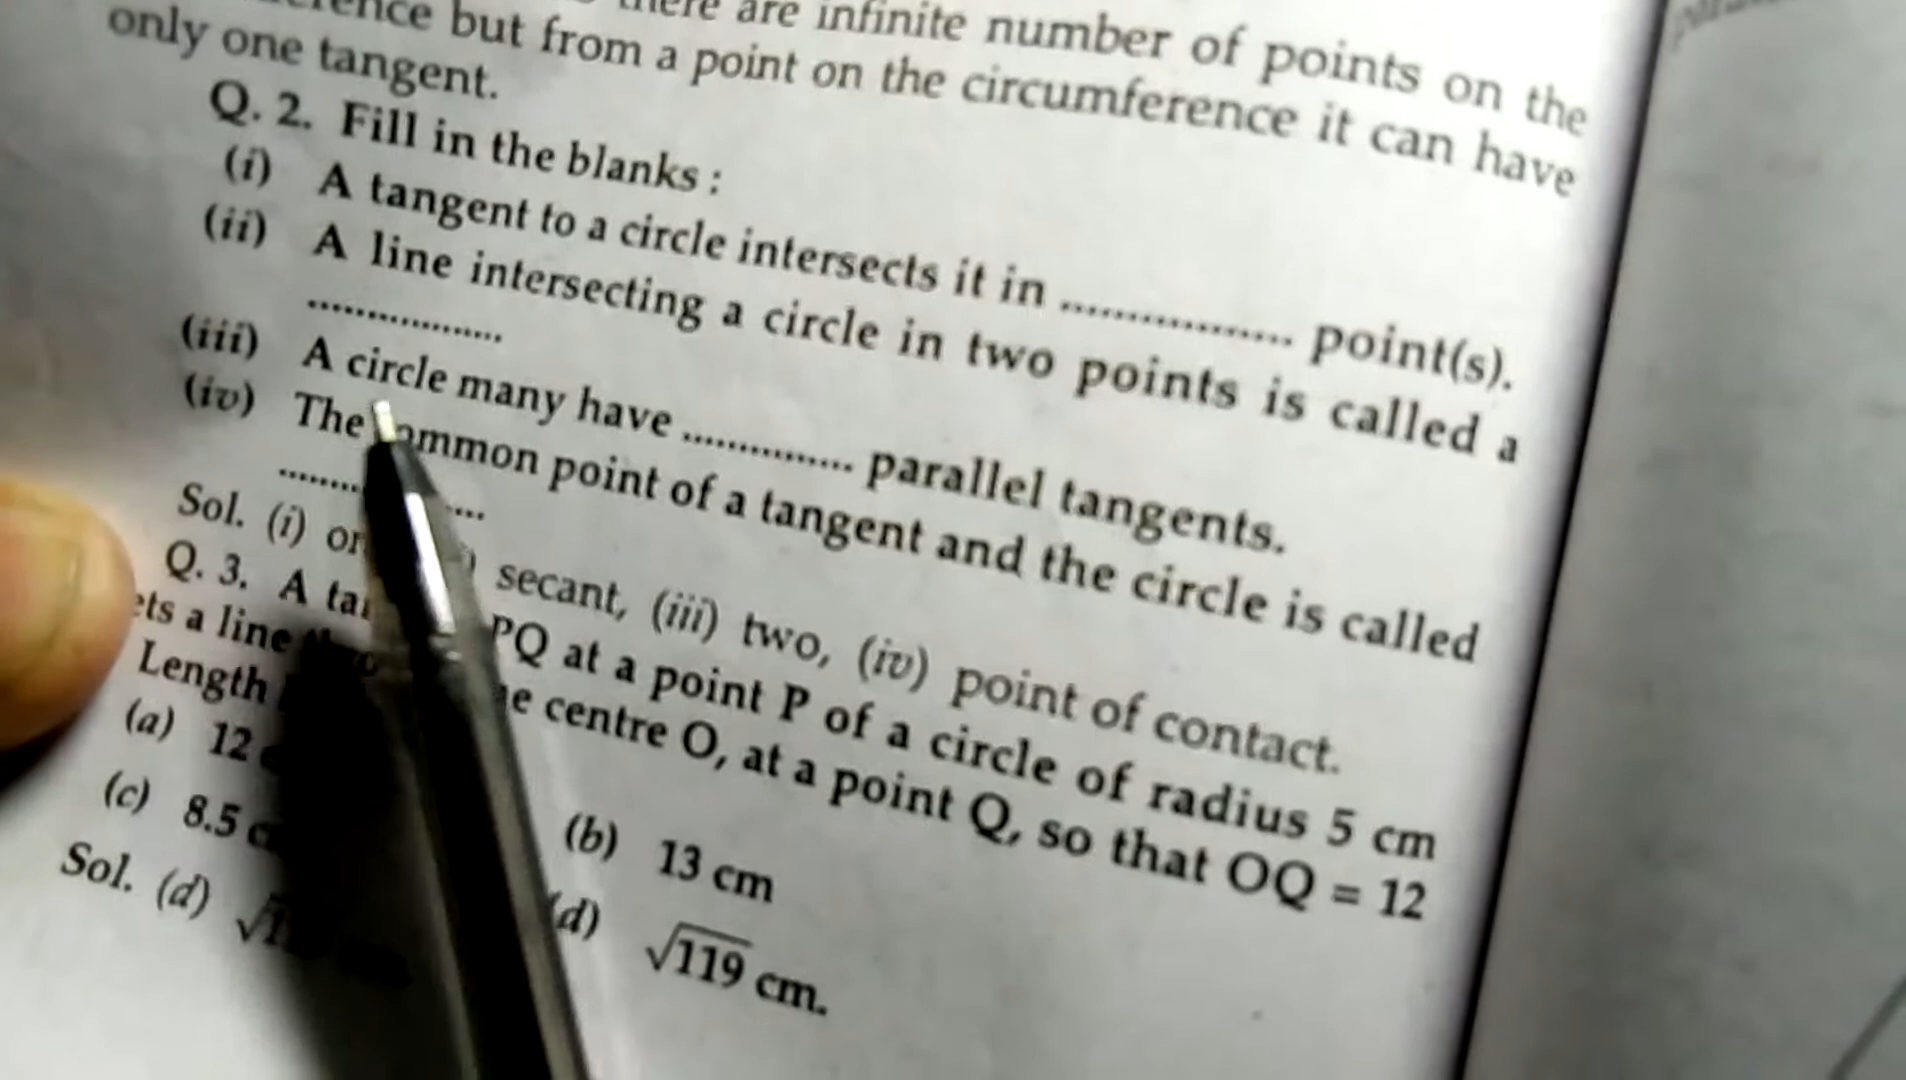 there are infinite number of points on the
but from a point on the circumference it can have
only one tangent.
Q. 2. Fill in the blanks :
(i) A tangent to a circle intersects it in ................. point(s).
(ii) A line intersecting a circle in two points is called a
..................
(iii) A circle many have ............... parallel tangents.
(iv) The common point of a tangent and the circle is called
Sol. (i) secant, (iii) two, (iv) point of contact.
Q. 3. A PQ at a point P of a circle of radius 5 cm
a line centre O, at a point Q, so that OQ = 12
Length
(a) 12 (b) 13 cm
(c) 8.5 (d) √119 cm.
Sol. (d)